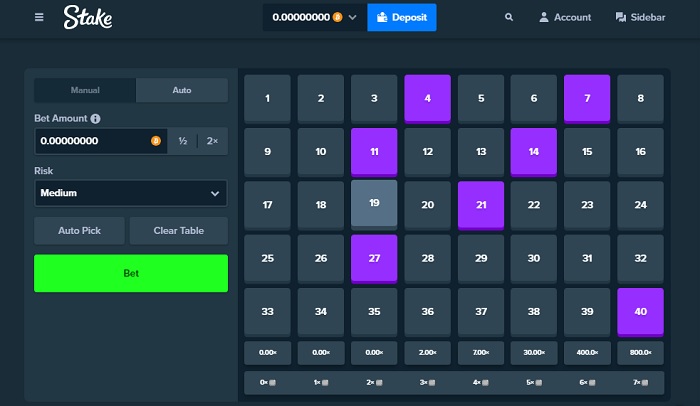 Stake
0.00000000
Deposit
Account
Sidebar
Manual
Auto
Bet Amount
0.00000000
½
2×
Risk
Medium
Auto Pick
Clear Table
Bet
1 2 3 4 5 6 7 8
9 10 11 12 13 14 15 16
17 18 19 20 21 22 23 24
25 26 27 28 29 30 31 32
33 34 35 36 37 38 39 40
0.00× 0.00× 0.00× 2.00× 7.00× 30.00× 400.0× 800.0×
0× 1× 2× 3× 4× 5× 6× 7×